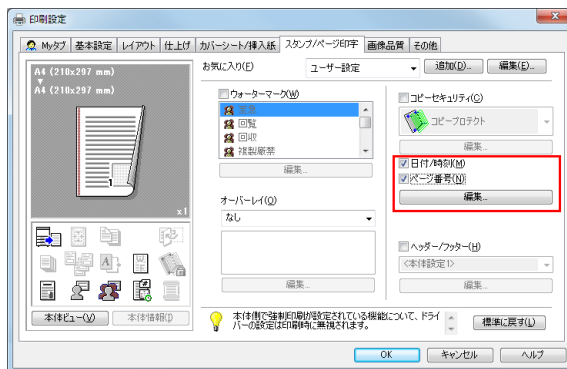 印刷設定
Myタブ 基本設定 レイアウト 仕上げ カバーシート/挿入紙 スタンプ/ページ印字 画像品質 その他
A4 (210x297 mm)
A4 (210x297 mm)
1
x1
本体ビュー(V) 本体情報(I)
お気に入り(F) ユーザー設定 追加(D)... 編集(E)...
ウォーターマーク(W)
至急
回覧
回収
複製厳禁
編集...
オーバーレイ(O)
なし
編集...
コピーセキュリティ(C)
コピープロテクト
編集...
日付/時刻(M)
ページ番号(N)
編集...
ヘッダー/フッター(H)
<本体設定1>
編集...
本体側で強制印刷が設定されている機能について、ドライ
バーの設定は印刷時に無視されます。
標準に戻す(L)
OK キャンセル ヘルプ